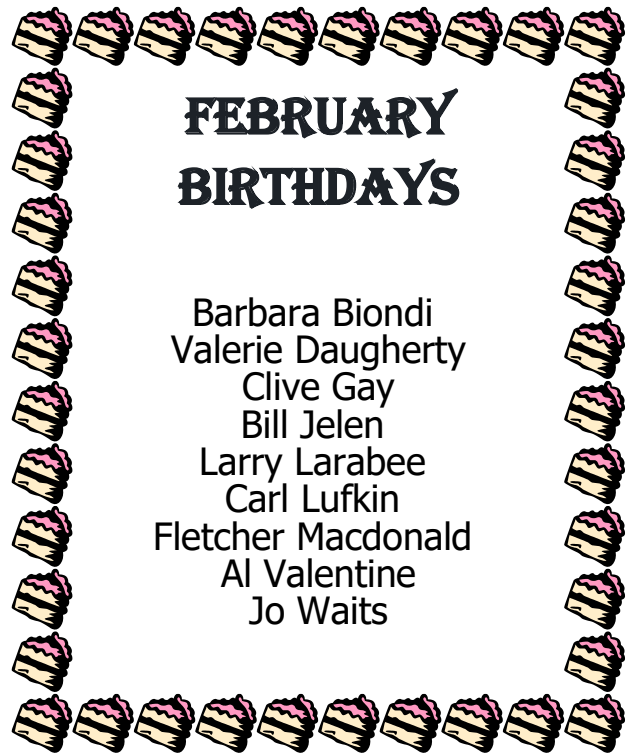 FEBRUARY
BIRTHDAYS
Barbara Biondi
Valerie Daugherty
Clive Gay
Bill Jelen
Larry Larabee
Carl Lufkin
Fletcher Macdonald
Al Valentine
Jo Waits